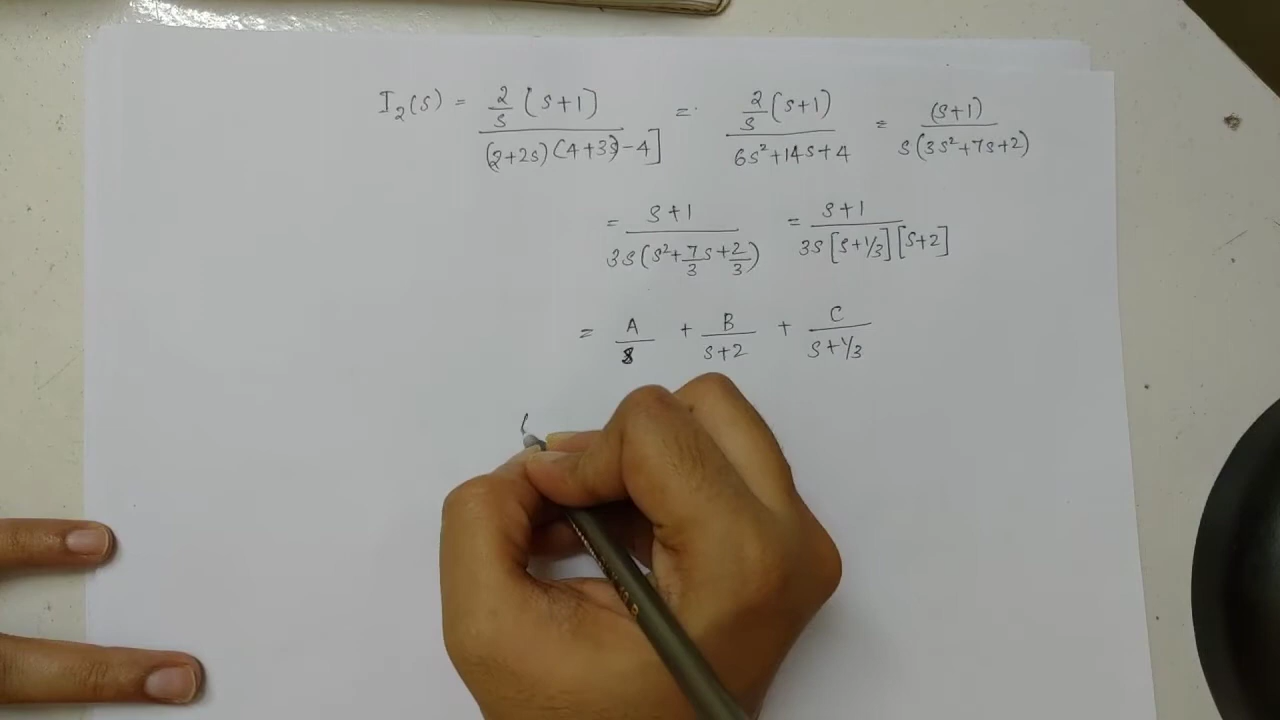 I₂(s) = 2/s (s+1) / (2+2s)(4+3s)-4] = 2/s (s+1) / 6s²+14s+4 = (s+1) / s(3s²+7s+2)
= s+1 / 3s(s²+7/3 s+2/3) = s+1 / 3s[s+1/3][s+2]
= A/s + B/s+2 + C/s+1/3